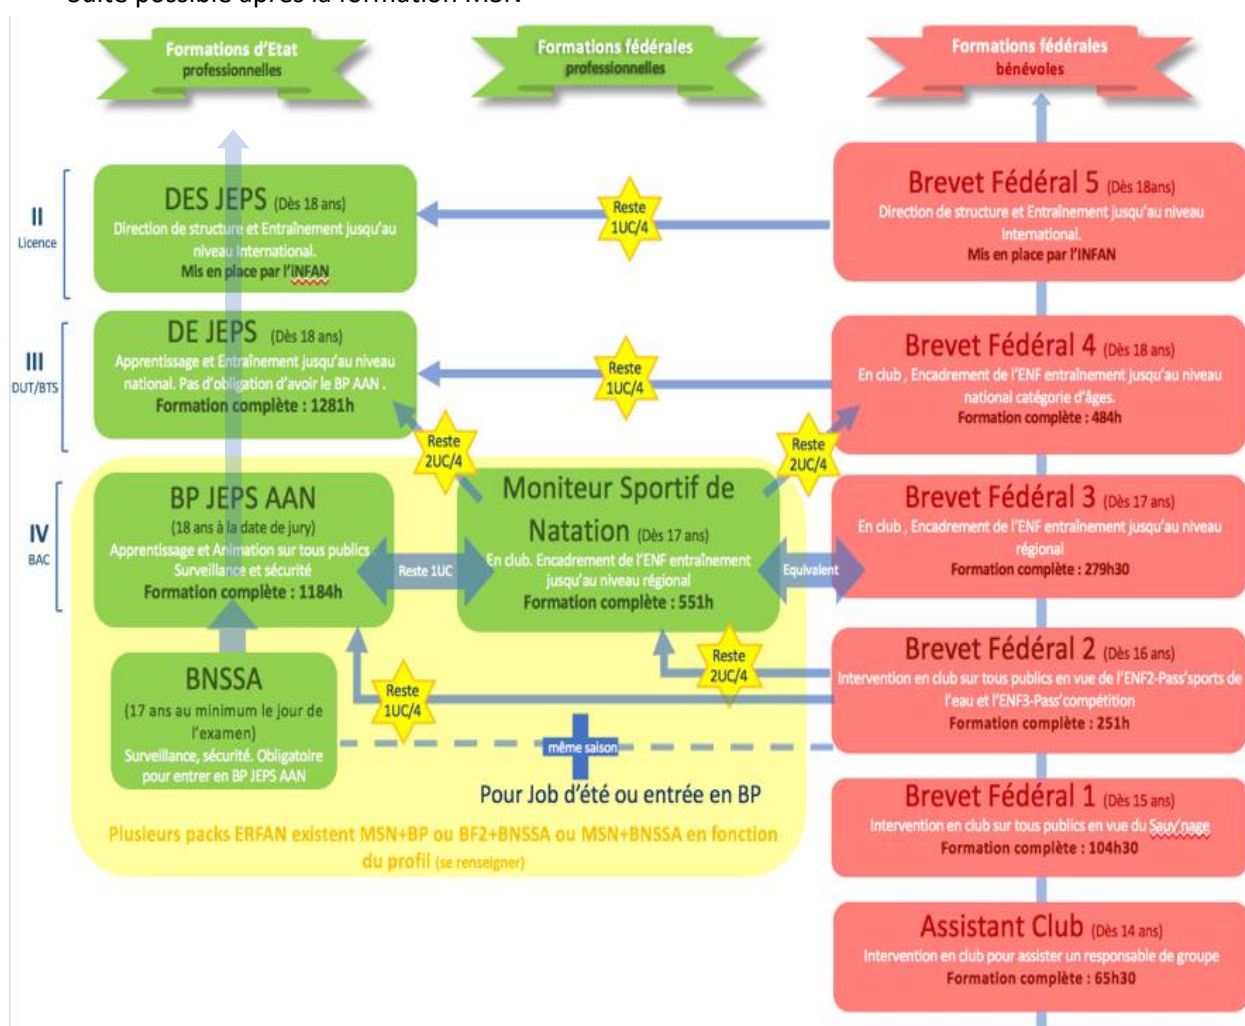 Suite possible après la formation MSN
Formations d'Etat
professionnelles
Formations fédérales
professionnelles
Formations fédérales
bénévoles
II
Licence
DES JEPS (Dès 18 ans)
Direction de structure et Entraînement jusqu'au
niveau International.
Mis en place par l'INFAN
Reste
1UC/4
Brevet Fédéral 5 (Dès 18ans)
Direction de structure et Entraînement jusqu'au niveau
International.
Mis en place par l'INFAN
III
DUT/BTS
DE JEPS (Dès 18 ans)
Apprentissage et Entraînement jusqu'au niveau
national. Pas d'obligation d'avoir le BP AAN .
Formation complète : 1281h
Reste
1UC/4
Brevet Fédéral 4 (Dès 18 ans)
En club , Encadrement de l'ENF entraînement jusqu'au niveau
national catégorie d'âges.
Formation complète : 484h
Reste
2UC/4
Reste
2UC/4
IV
BAC
BP JEPS AAN
(18 ans à la date de jury)
Apprentissage et Animation sur tous publics
Surveillance et sécurité
Formation complète : 1184h
Reste 1UC
Moniteur Sportif de
Natation (Dès 17 ans)
En club. Encadrement de l'ENF entraînement
jusqu'au niveau régional
Formation complète : 551h
Equivalent
Brevet Fédéral 3 (Dès 17 ans)
En club , Encadrement de l'ENF entraînement jusqu'au niveau
régional
Formation complète : 279h30
BNSSA
(17 ans au minimum le jour de
l'examen)
Surveillance, sécurité. Obligatoire
pour entrer en BP JEPS AAN
Reste
1UC/4
Reste
2UC/4
Brevet Fédéral 2 (Dès 16 ans)
Intervention en club sur tous publics en vue de l'ENF2-Pass'sports de
l'eau et l'ENF3-Pass'compétition
Formation complète : 251h
même saison
Pour Job d'été ou entrée en BP
Plusieurs packs ERFAN existent MSN+BP ou BF2+BNSSA ou MSN+BNSSA en fonction
du profil (se renseigner)
Brevet Fédéral 1 (Dès 15 ans)
Intervention en club sur tous publics en vue du Sauv'nage
Formation complète : 104h30
Assistant Club (Dès 14 ans)
Intervention en club pour assister un responsable de groupe
Formation complète : 65h30